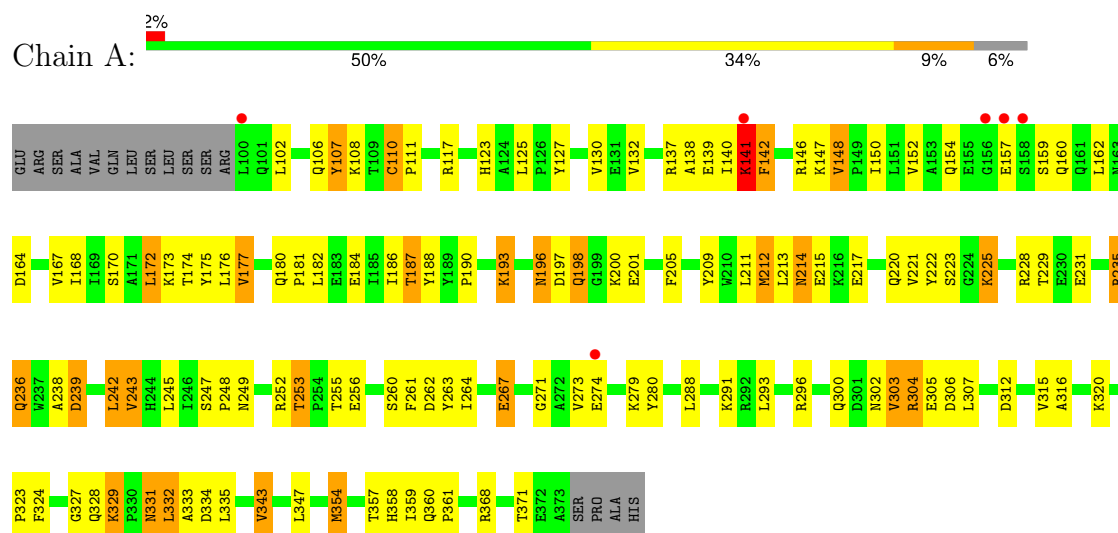 2%
Chain A:
50% 34% 9% 6%
GLU ARG SER ALA VAL GLN LEU SER LEU SER SER ARG L100 Q101 L102 Q106 Y107 K108 T109 C110 P111 R117 H123 A124 L125 P126 Y127 V130 E131 V132 R137 A138 E139 I140 K141 F142 R146 K147 V148 P149 I150 L151 V152 A153 Q154 E155 G156 E157 S158 S159 Q160 Q161 L162 N163
D164 V167 I168 I169 S170 A171 L172 K173 T174 Y175 L176 V177 Q180 P181 L182 E183 E184 I185 I186 T187 Y188 Y189 P190 K193 N196 D197 Q198 G199 K200 E201 F205 Y209 W210 L211 M212 L213 N214 E215 K216 E217 Q220 V221 Y222 S223 G224 K225 R228 T229 E230 E231 R235
Q236 W237 A238 D239 L242 V243 H244 L245 I246 S247 P248 N249 R252 T253 P254 T255 E256 S260 F261 D262 Y263 I264 E267 G271 A272 V273 E274 K279 Y280 L288 K291 R292 L293 R296 Q300 D301 N302 V303 R304 E305 D306 L307 D312 V315 A316 K320
P323 F324 G327 Q328 K329 P330 N331 L332 A333 D334 L335 V343 L347 M354 T357 H358 I359 Q360 P361 R368 T371 E372 A373 SER PRO ALA HIS